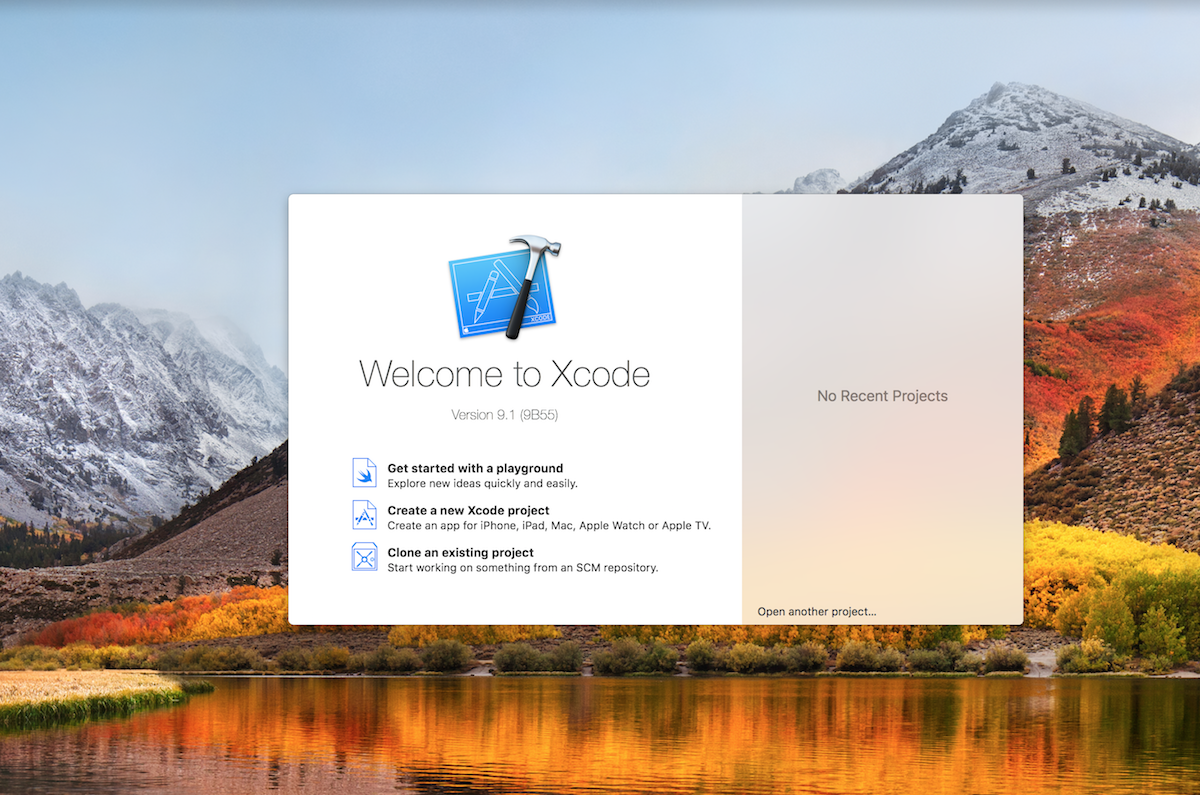 XCODE
Welcome to Xcode
Version 9.1 (9B55)
Get started with a playground
Explore new ideas quickly and easily.
Create a new Xcode project
Create an app for iPhone, iPad, Mac, Apple Watch or Apple TV.
Clone an existing project
Start working on something from an SCM repository.
No Recent Projects
Open another project...